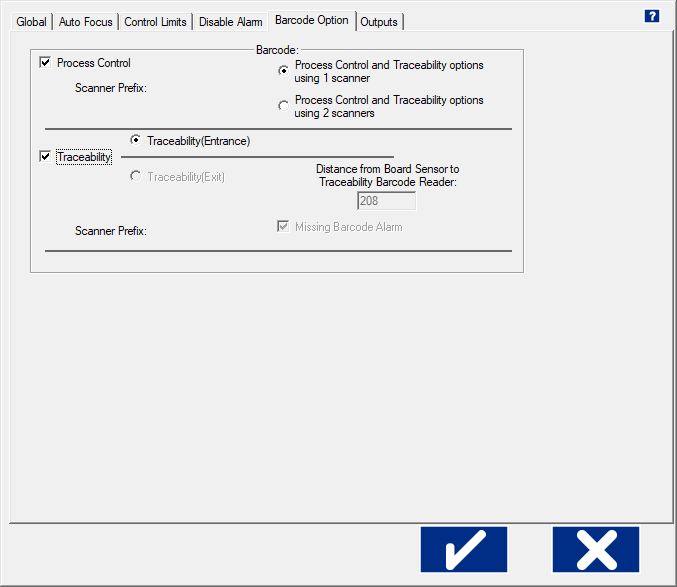 Global Auto Focus Control Limits Disable Alarm Barcode Option Outputs ?
Barcode:
Process Control
Process Control and Traceability options
using 1 scanner
Scanner Prefix:
Process Control and Traceability options
using 2 scanners
Traceability(Entrance)
Traceability
Traceability(Exit)
Distance from Board Sensor to
Traceability Barcode Reader:
208
Scanner Prefix:
Missing Barcode Alarm